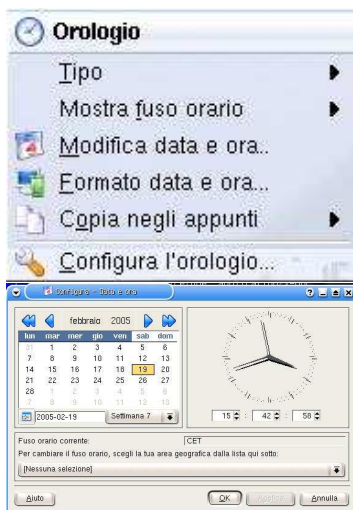 Orologio
Tipo
Mostra fuso orario
Modifica data e ora..
Formato data e ora...
Copia negli appunti
Configura l'orologio...
Configura - Data e ora
febbraio 2005
lun mar mer gio ven sab dom
31 1 2 3 4 5 6
7 8 9 10 11 12 13
14 15 16 17 18 19 20
21 22 23 24 25 26 27
28 1 2 3 4 5 6
7 8 9 10 11 12 13
2005-02-19 Settimana 7
15 : 42 : 58
Fuso orario corrente: CET
Per cambiare il fuso orario, scegli la tua area geografica dalla lista qui sotto:
[Nessuna selezione]
Aiuto OK Applica Annulla